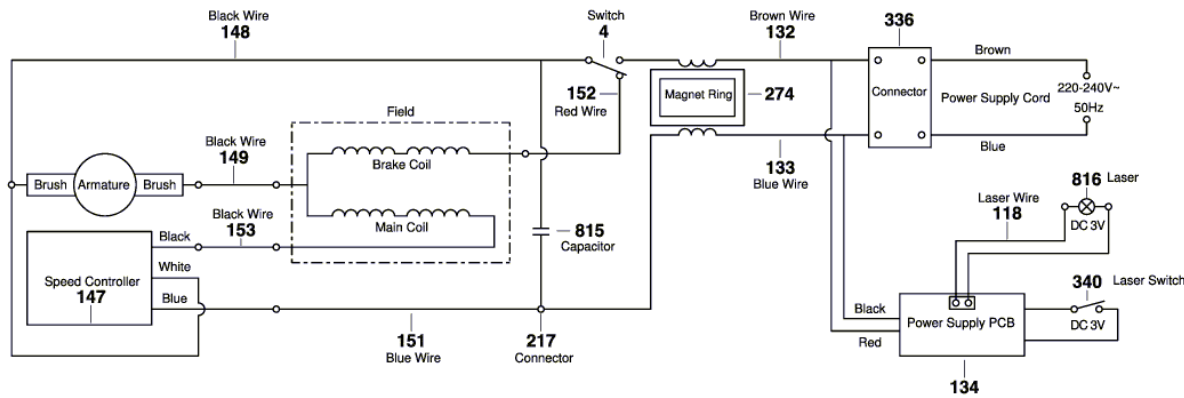 Black Wire
148
Switch
4
Brown Wire
132
336
Brown
152
Red Wire
Magnet Ring
274
Connector
Power Supply Cord
220-240V~
50Hz
Field
Black Wire
149
Brake Coil
133
Blue Wire
Blue
Brush
Armature
Brush
Laser Wire
118
816
Laser
DC 3V
Black Wire
153
Main Coil
Black
815
Capacitor
White
Speed Controller
147
Blue
340
Laser Switch
DC 3V
Black
Power Supply PCB
Red
151
Blue Wire
217
Connector
134